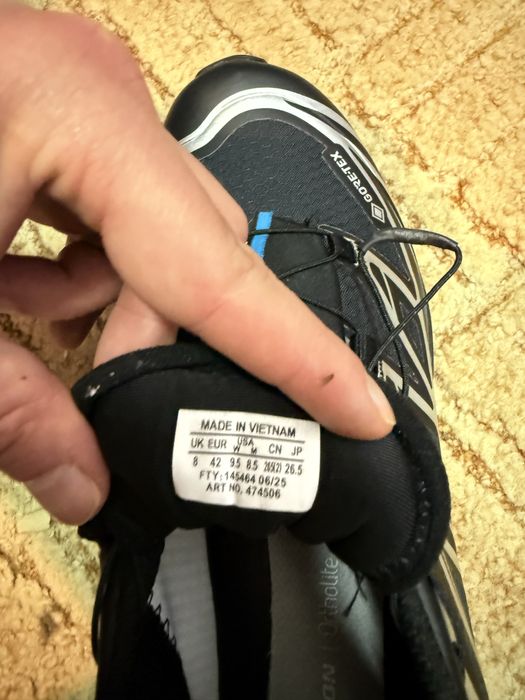 GORE-TEX
MADE IN VIETNAM
USA
UK EUR W M CN JP
8 42 9.5 8.5 265(2) 26.5
FTY: 145464 06/25
ART NO. 474506
Ortholite